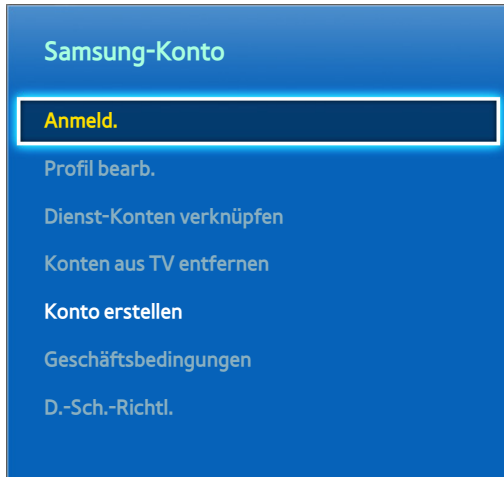 Samsung-Konto
Anmeld.
Profil bearb.
Dienst-Konten verknüpfen
Konten aus TV entfernen
Konto erstellen
Geschäftsbedingungen
D.-Sch.-Richtl.